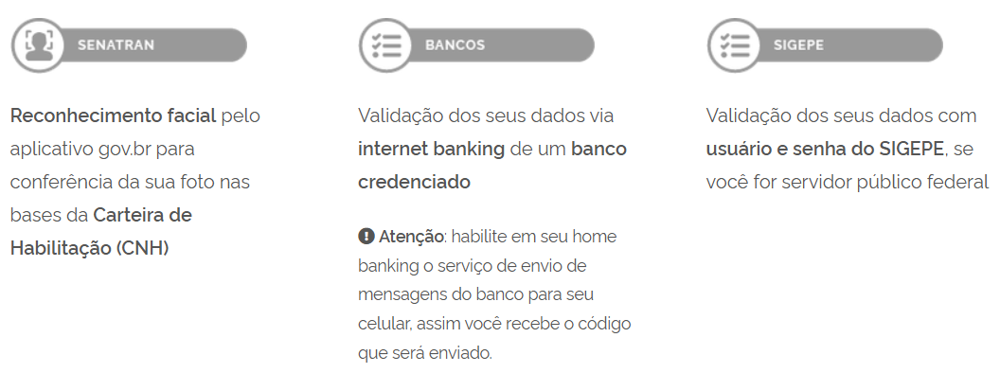 SENATRAN
Reconhecimento facial pelo
aplicativo gov.br para
conferência da sua foto nas
bases da Carteira de
Habilitação (CNH)
BANCOS
Validação dos seus dados via
internet banking de um banco
credenciado
Atenção: habilite em seu home
banking o serviço de envio de
mensagens do banco para seu
celular, assim você recebe o código
que será enviado.
SIGEPE
Validação dos seus dados com
usuário e senha do SIGEPE, se
você for servidor público federal